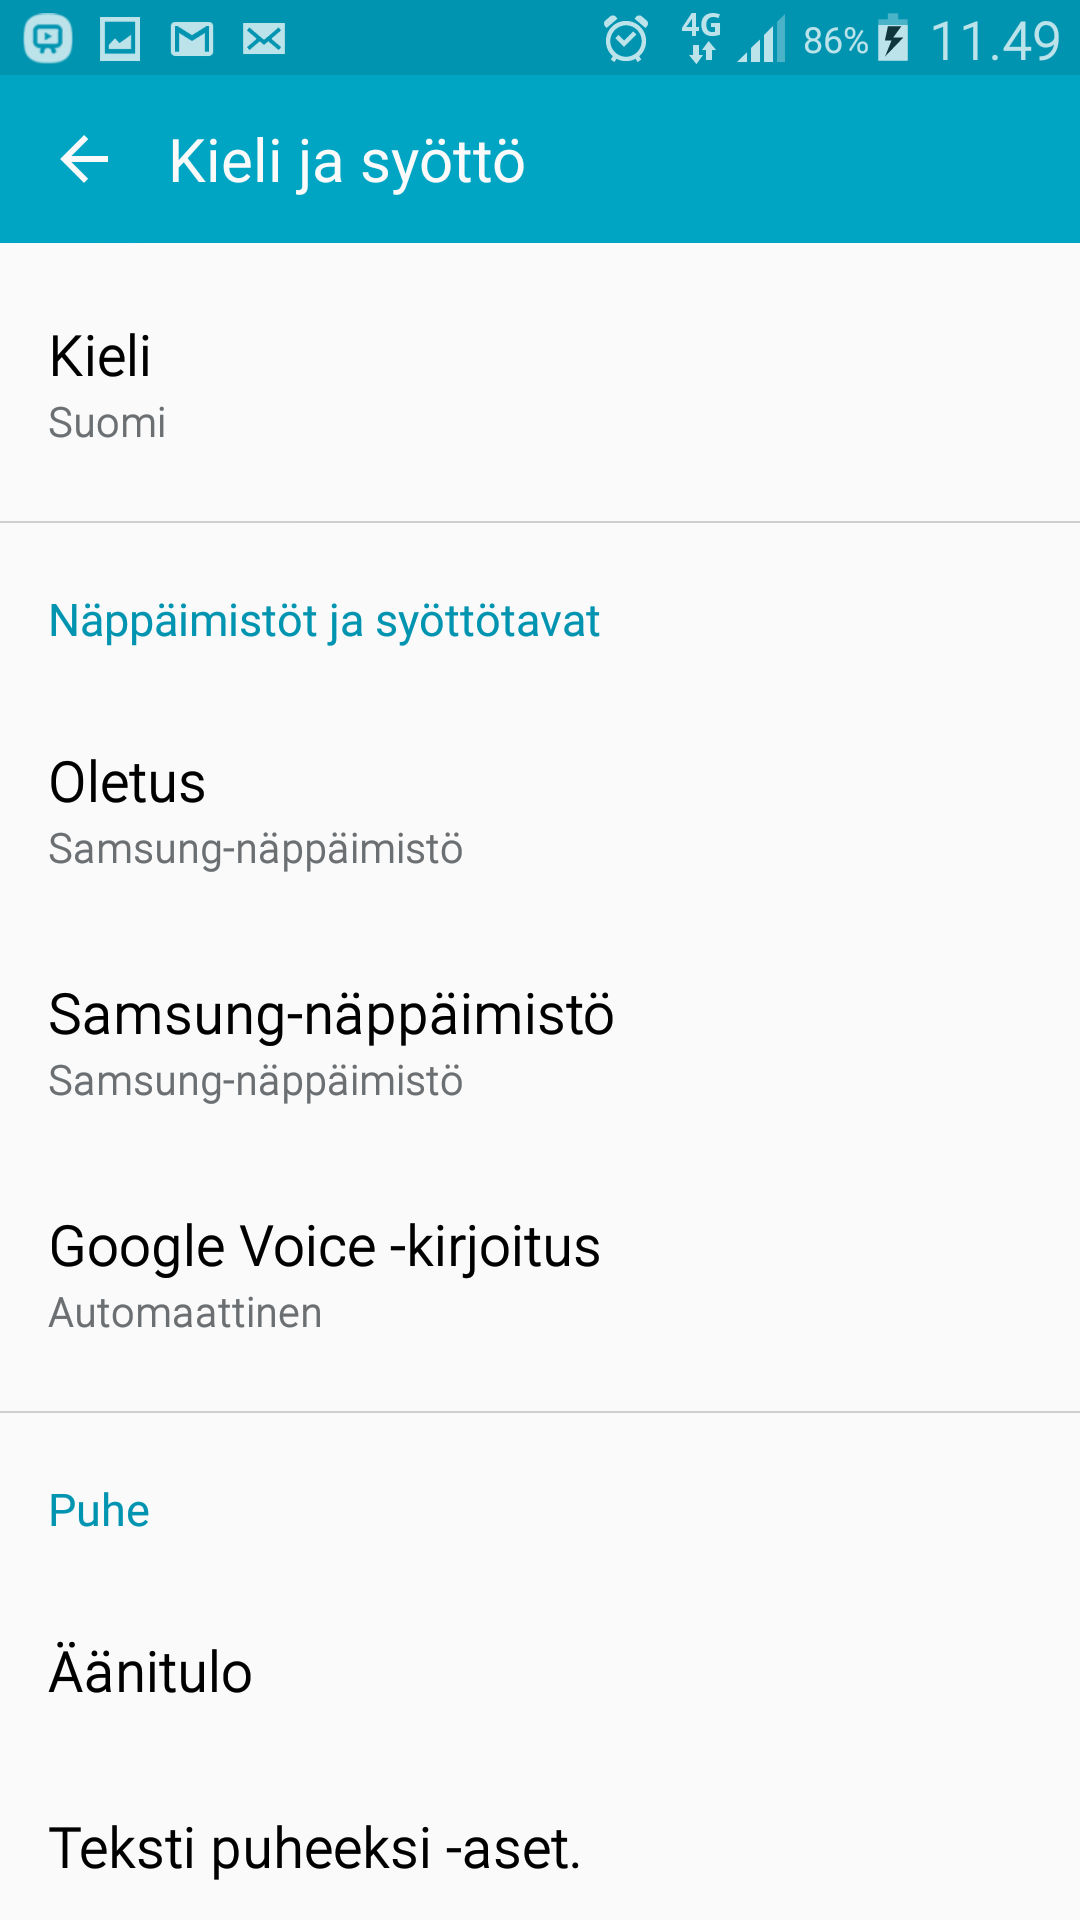 4G 86% 11.49
Kieli ja syöttö
Kieli
Suomi
Näppäimistöt ja syöttötavat
Oletus
Samsung-näppäimistö
Samsung-näppäimistö
Samsung-näppäimistö
Google Voice -kirjoitus
Automaattinen
Puhe
Äänitulo
Teksti puheeksi -aset.